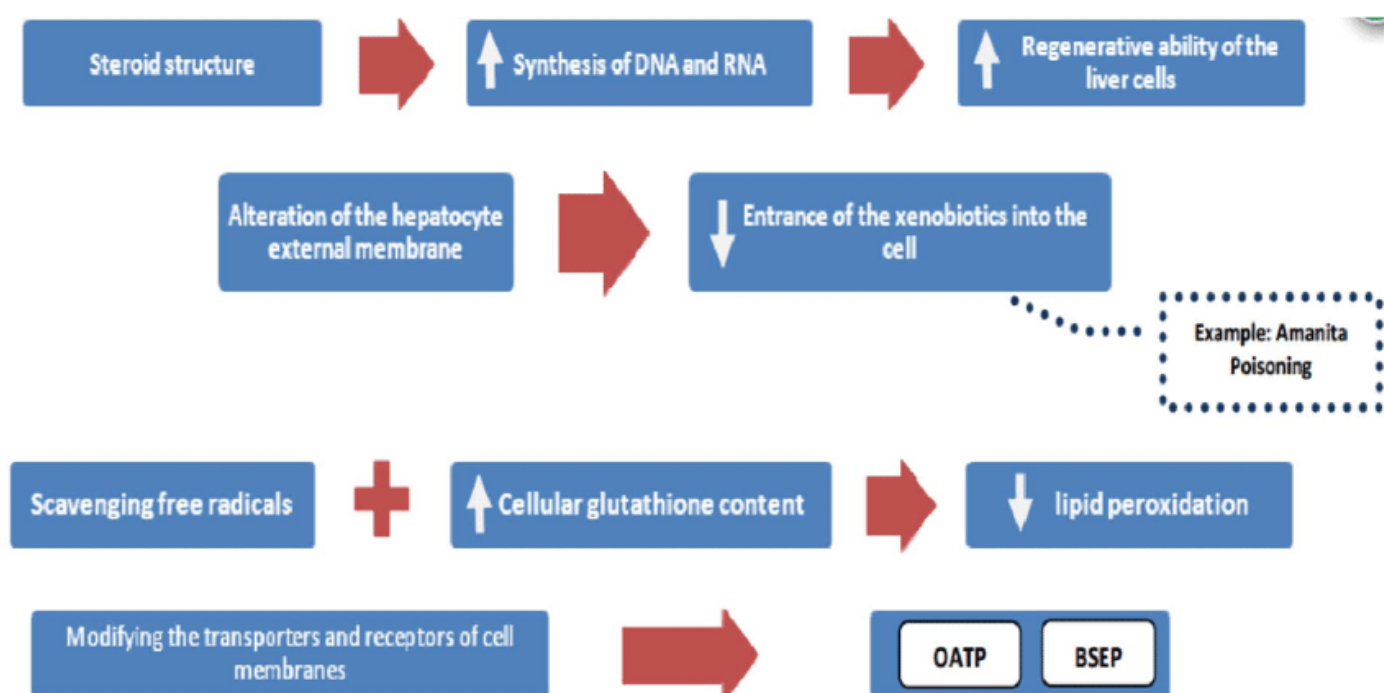 Steroid structure
Synthesis of DNA and RNA
Regenerative ability of the
liver cells
Alteration of the hepatocyte
external membrane
Entrance of the xenobiotics into the
cell
Example: Amanita
Poisoning
Scavenging free radicals
Cellular glutathione content
lipid peroxidation
Modifying the transporters and receptors of cell
membranes
OATP
BSEP